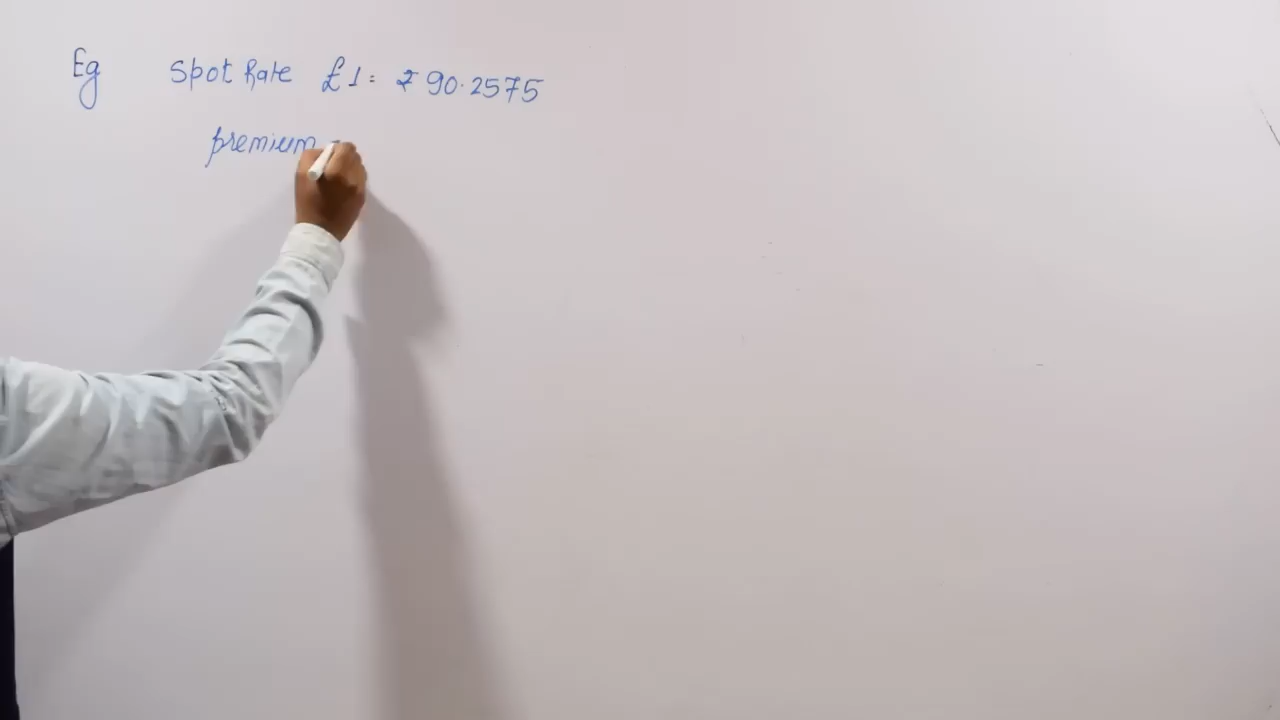 Eg Spot Rate £1 = ₹ 90.2575
premium